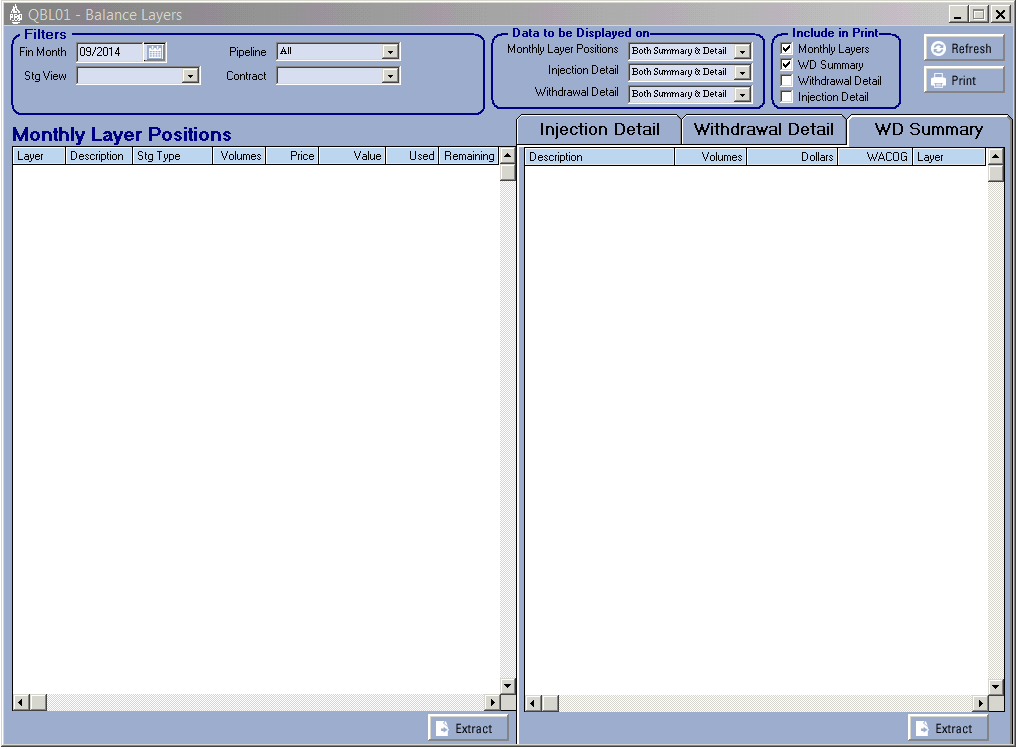 QBL01 - Balance Layers
Filters
Fin Month 09/2014 Pipeline All
Stg View Contract
Data to be Displayed on
Monthly Layer Positions Both Summary & Detail
Injection Detail Both Summary & Detail
Withdrawal Detail Both Summary & Detail
Include in Print
Monthly Layers
WD Summary
Withdrawal Detail
Injection Detail
Refresh
Print
Monthly Layer Positions
Layer Description Stg Type Volumes Price Value Used Remaining
Extract
Injection Detail Withdrawal Detail WD Summary
Description Volumes Dollars WACOG Layer
Extract